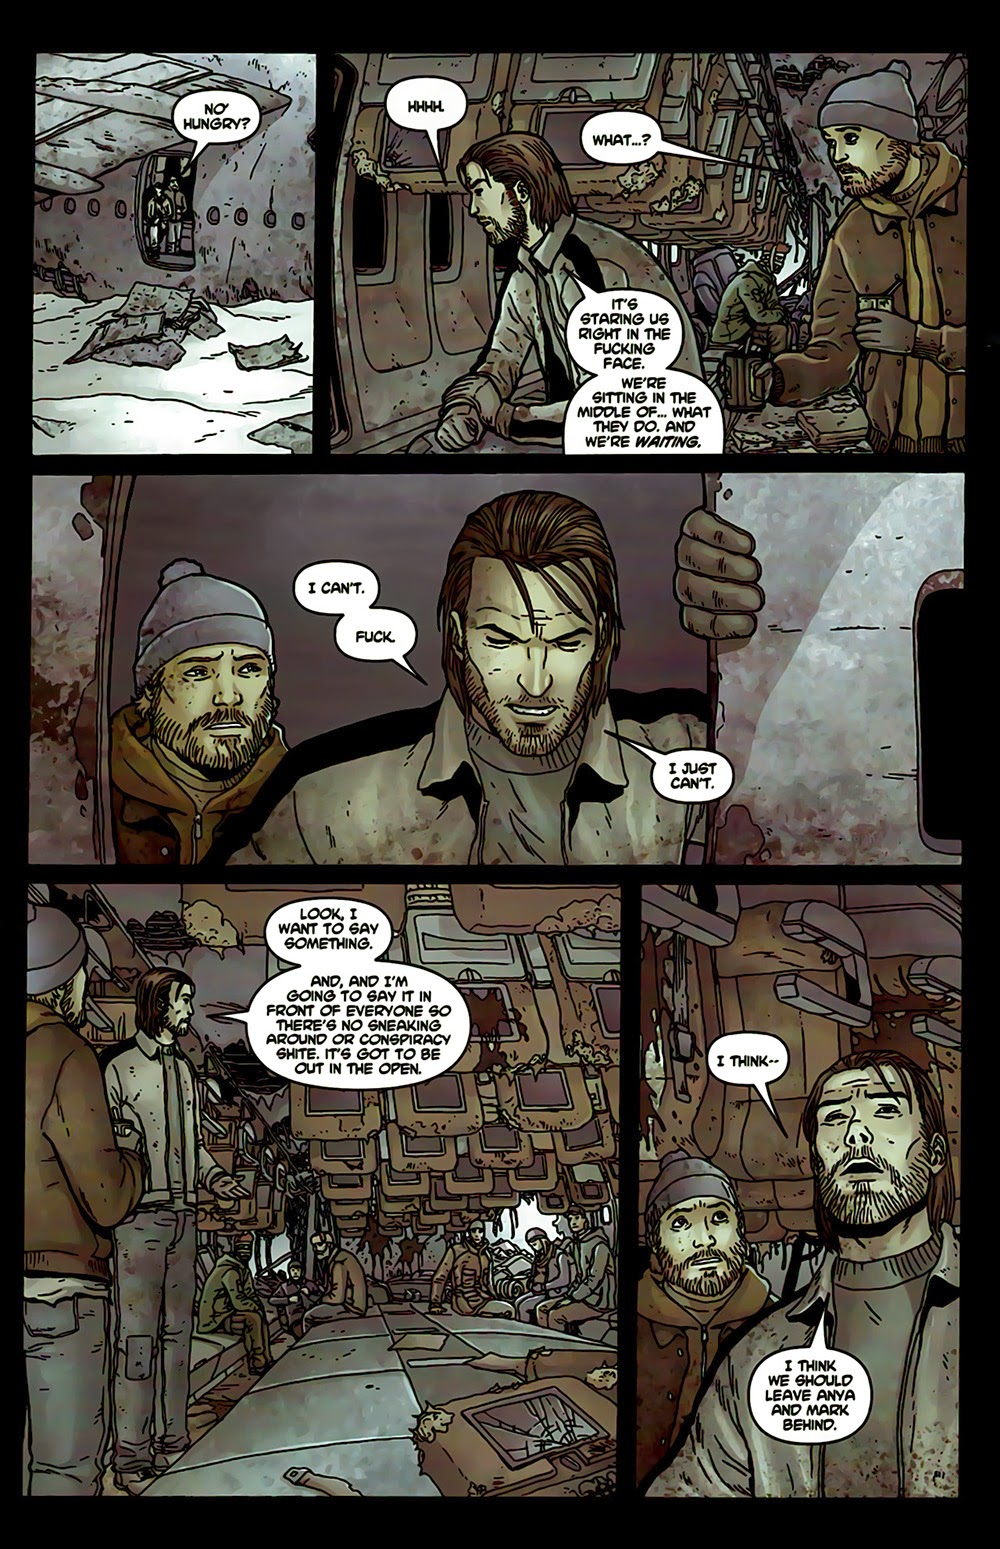 NO'
HUNGRY?
HHHH.
WHAT...?
IT'S
STARING US
RIGHT IN THE
FUCKING
FACE.
WE'RE
SITTING IN THE
MIDDLE OF... WHAT
THEY DO. AND
WE'RE WAITING.
I CAN'T.
FUCK.
I JUST
CAN'T.
LOOK, I
WANT TO SAY
SOMETHING.
AND, AND I'M
GOING TO SAY IT IN
FRONT OF EVERYONE SO
THERE'S NO SNEAKING
AROUND OR CONSPIRACY
SHITE. IT'S GOT TO BE
OUT IN THE OPEN.
I THINK--
I THINK
WE SHOULD
LEAVE ANYA
AND MARK
BEHIND.